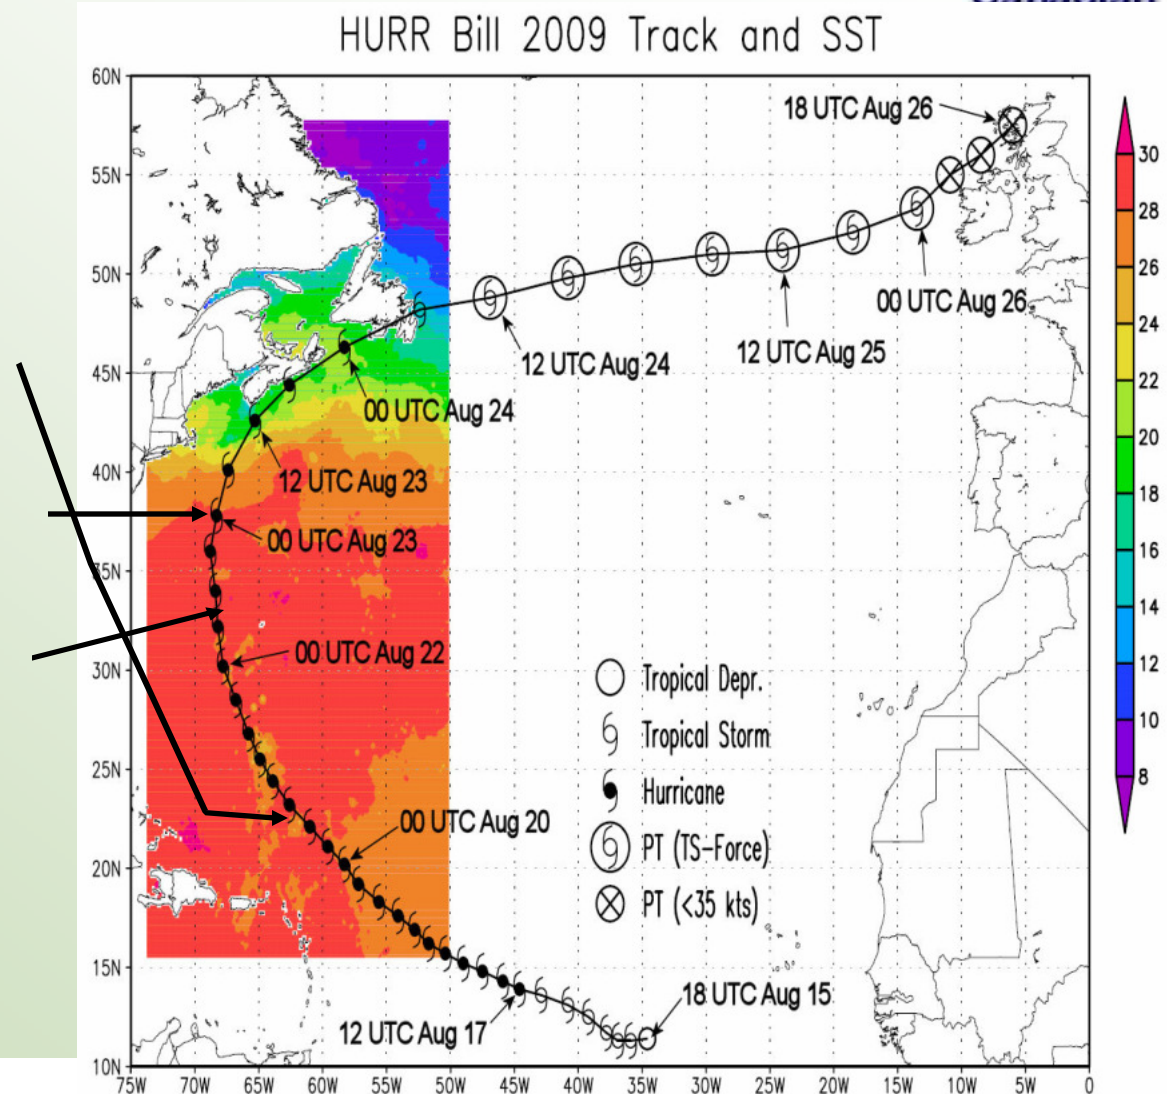 HURR Bill 2009 Track and SST
60N
18 UTC Aug 26
30
55N
28
50N
26
00 UTC Aug 26
24
12 UTC Aug 25
12 UTC Aug 24
45N
22
00 UTC Aug 24
20
40N
12 UTC Aug 23
18
00 UTC Aug 23
16
35N
14
00 UTC Aug 22
30N
12
Tropical Depr.
10
Tropical Storm
25N
8
Hurricane
00 UTC Aug 20
PT (TS-Force)
20N
PT (<35 kts)
15N
18 UTC Aug 15
12 UTC Aug 17
10N
75W 70W 65W 60W 55W 50W 45W 40W 35W 30W 25W 20W 15W 10W 5W 0